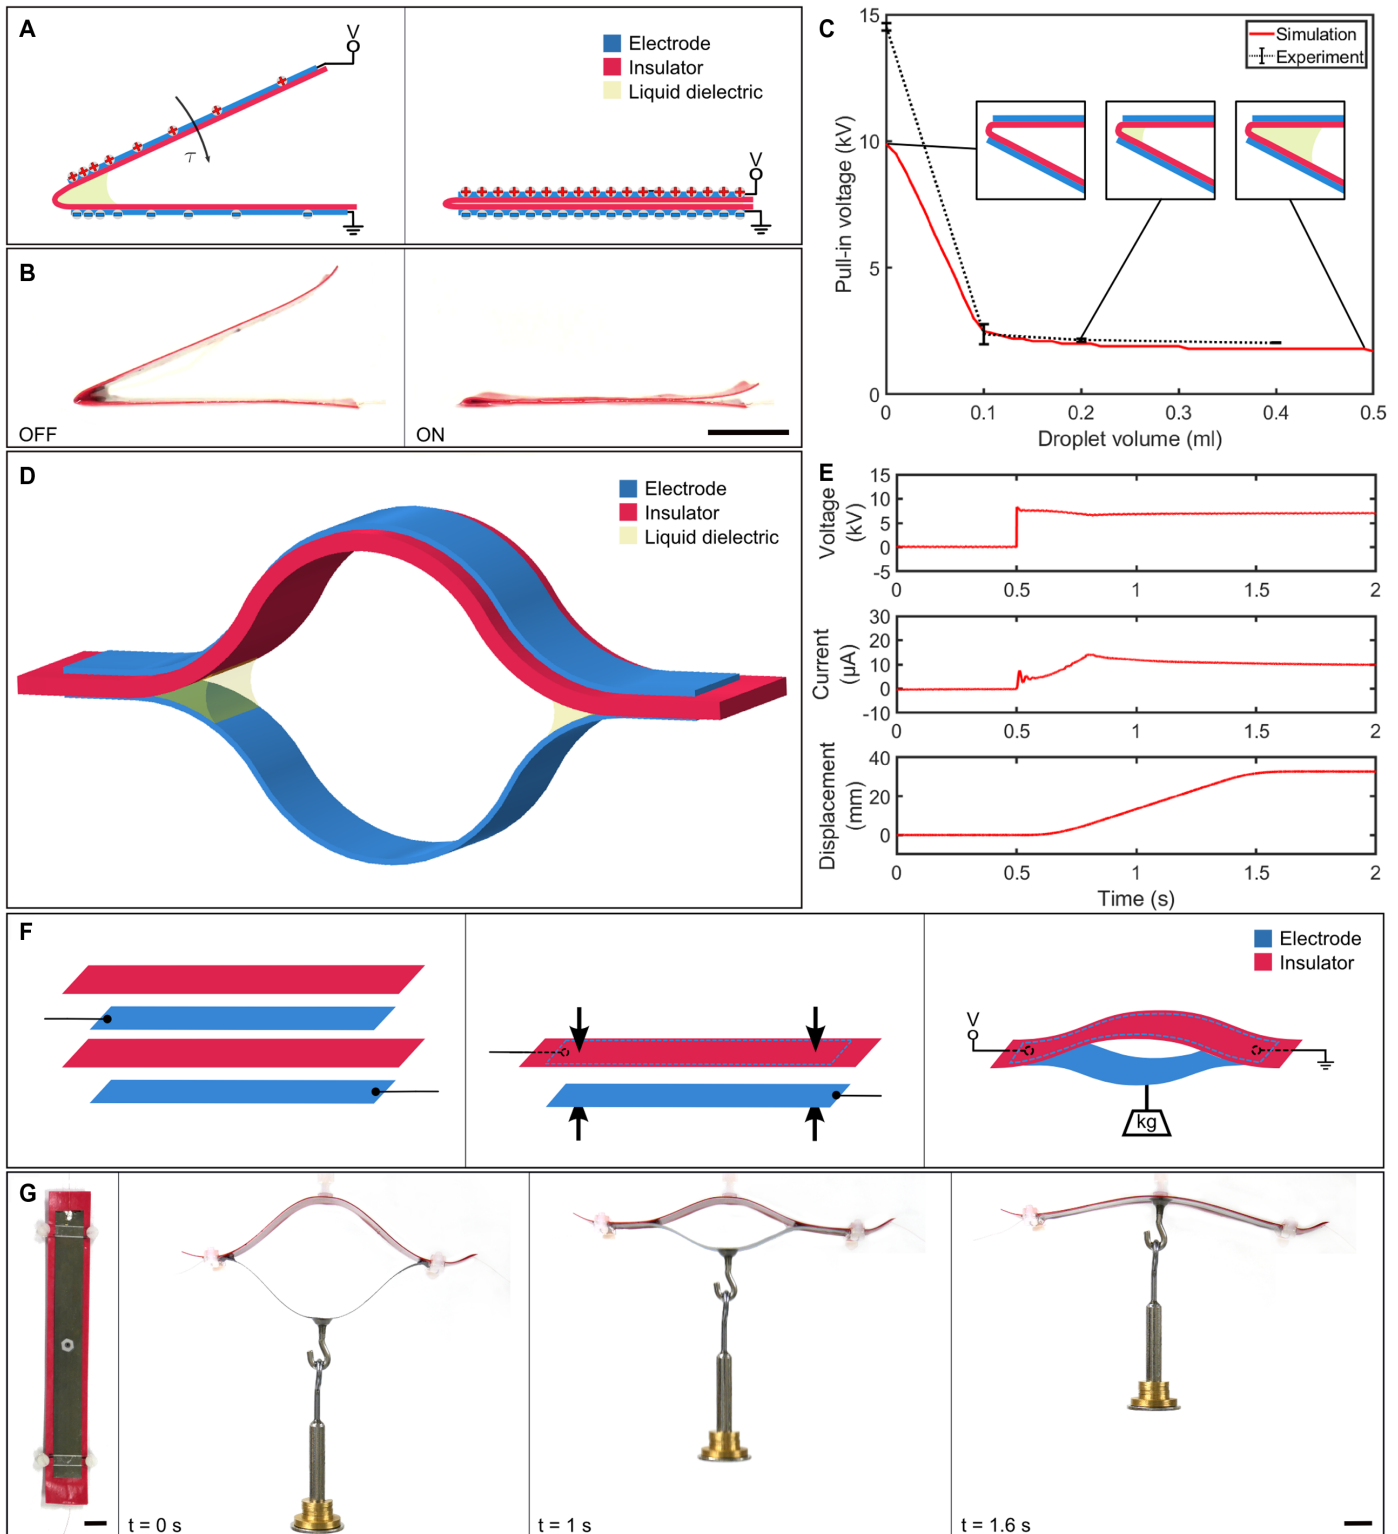 A
V
Electrode
Insulator
Liquid dielectric
τ
V
B
OFF
ON
C
Simulation
Experiment
Pull-in voltage (kV)
15
10
5
0
0 0.1 0.2 0.3 0.4 0.5
Droplet volume (ml)
D
Electrode
Insulator
Liquid dielectric
E
Voltage
(kV)
15
10
5
0
-5
0 0.5 1 1.5 2
Current
(µA)
30
20
10
0
-10
0 0.5 1 1.5 2
Displacement
(mm)
40
20
0
0 0.5 1 1.5 2
Time (s)
F
Electrode
Insulator
V
kg
G
t = 0 s
t = 1 s
t = 1.6 s